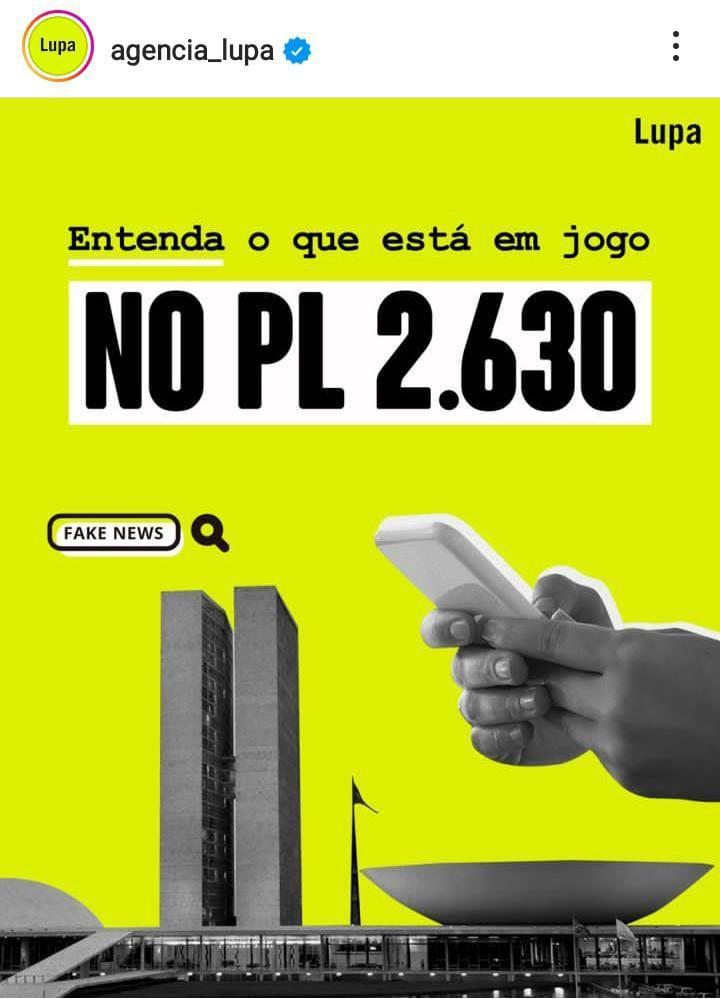 Lupa
agencia_lupa
Lupa
Entenda o que está em jogo
NO PL 2.630
FAKE NEWS